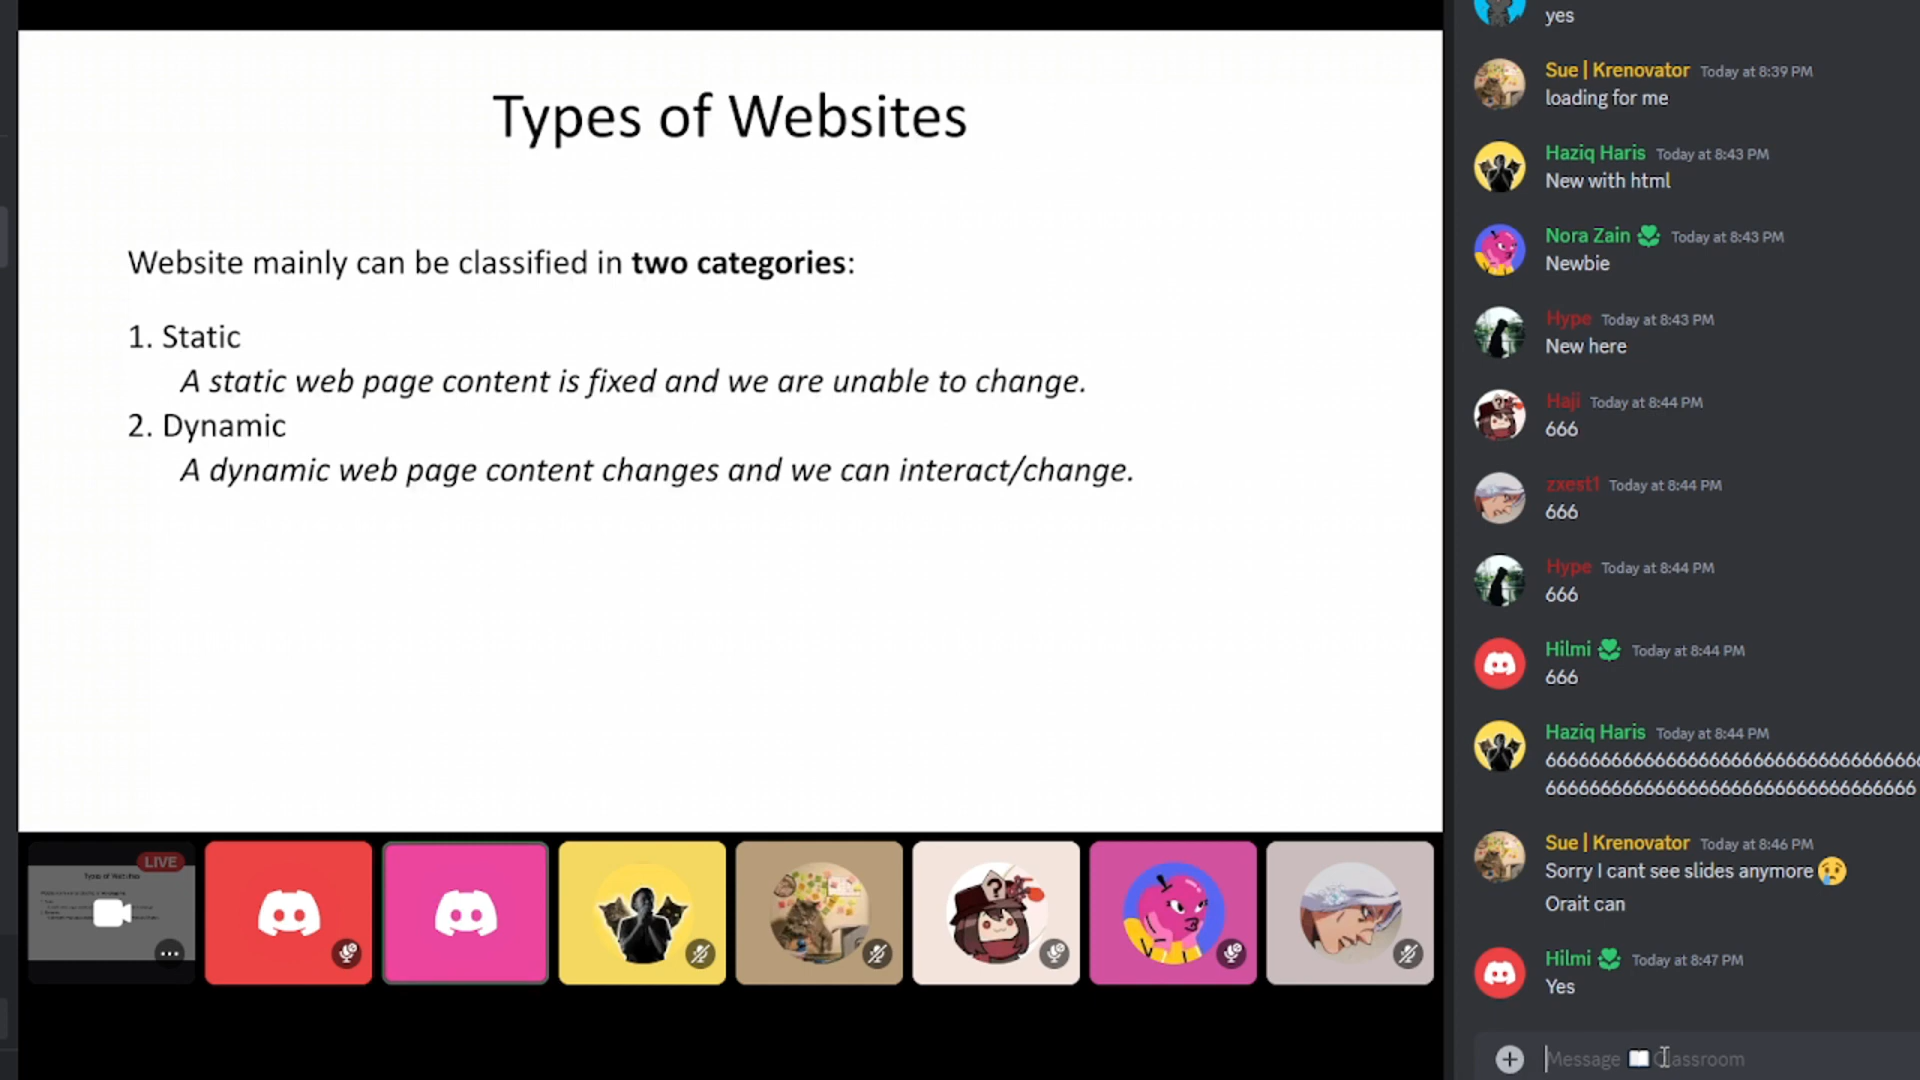 Types of Websites
Website mainly can be classified in two categories:
1. Static
A static web page content is fixed and we are unable to change.
2. Dynamic
A dynamic web page content changes and we can interact/change.
LIVE
yes
Sue | Krenovator Today at 8:39 PM
loading for me
Haziq Haris Today at 8:43 PM
New with html
Nora Zain Today at 8:43 PM
Newbie
Hype Today at 8:43 PM
New here
Haji Today at 8:44 PM
666
zxest1 Today at 8:44 PM
666
Hype Today at 8:44 PM
666
Hilmi Today at 8:44 PM
666
Haziq Haris Today at 8:44 PM
6666666666666666666666666666666666
6666666666666666666666666666666666
Sue | Krenovator Today at 8:46 PM
Sorry I cant see slides anymore 😢
Orait can
Hilmi Today at 8:47 PM
Yes
Message 📖 Classroom